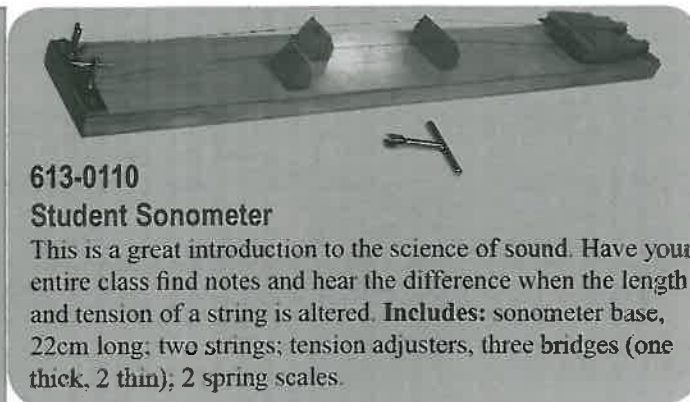 613-0110
Student Sonometer
This is a great introduction to the science of sound. Have your
entire class find notes and hear the difference when the length
and tension of a string is altered. Includes: sonometer base,
22cm long; two strings; tension adjusters, three bridges (one
thick, 2 thin); 2 spring scales.